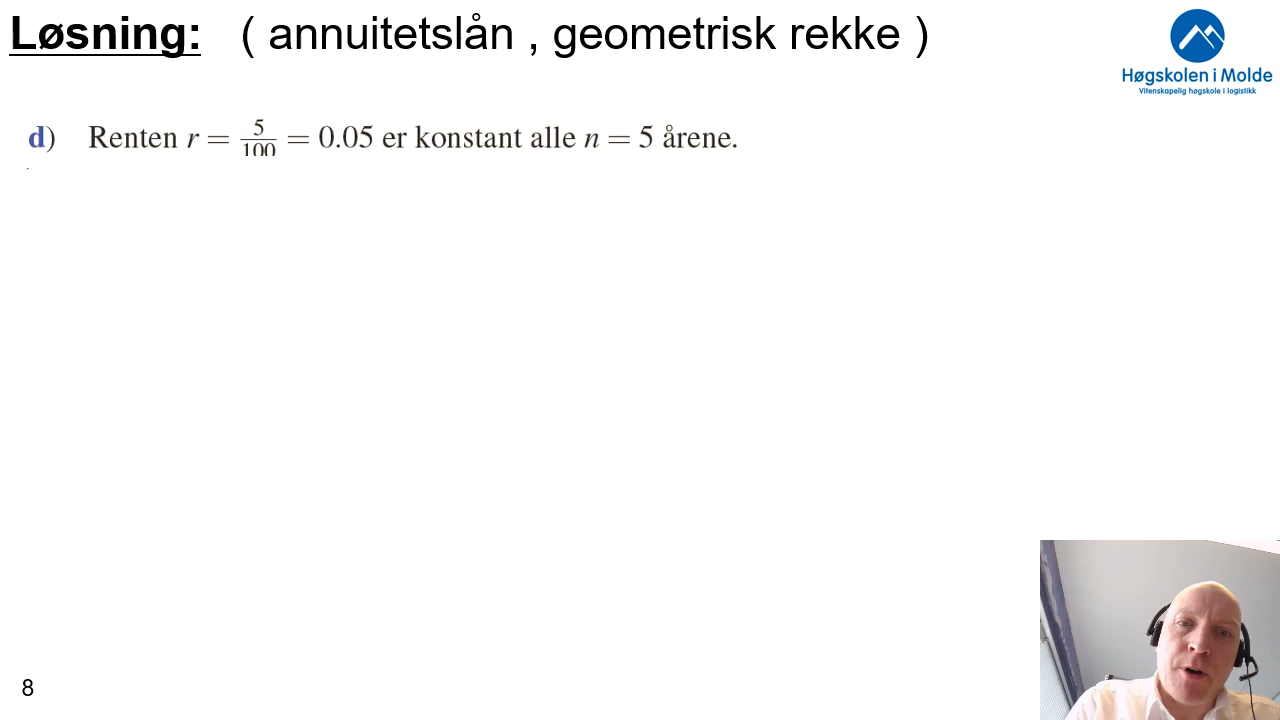 Løsning: ( annuitetslån , geometrisk rekke )
Høgskolen i Molde
Vitenskapelig høgskole i logistikk
d) Renten r = 5/100 = 0.05 er konstant alle n = 5 årene.
8